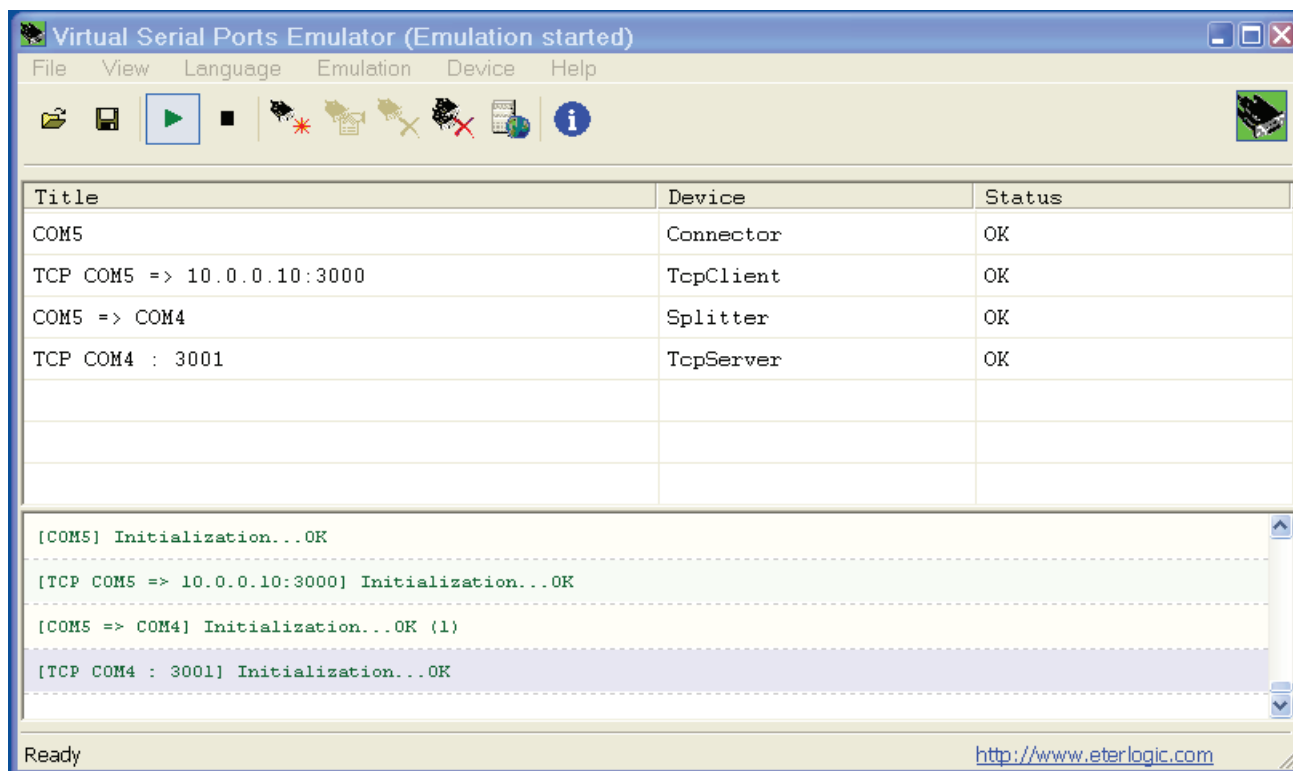 Virtual Serial Ports Emulator (Emulation started)
File View Language Emulation Device Help
Title Device Status
COM5 Connector OK
TCP COM5 => 10.0.0.10:3000 TcpClient OK
COM5 => COM4 Splitter OK
TCP COM4 : 3001 TcpServer OK
[COM5] Initialization...OK
[TCP COM5 => 10.0.0.10:3000] Initialization...OK
[COM5 => COM4] Initialization...OK (1)
[TCP COM4 : 3001] Initialization...OK
Ready http://www.eterlogic.com